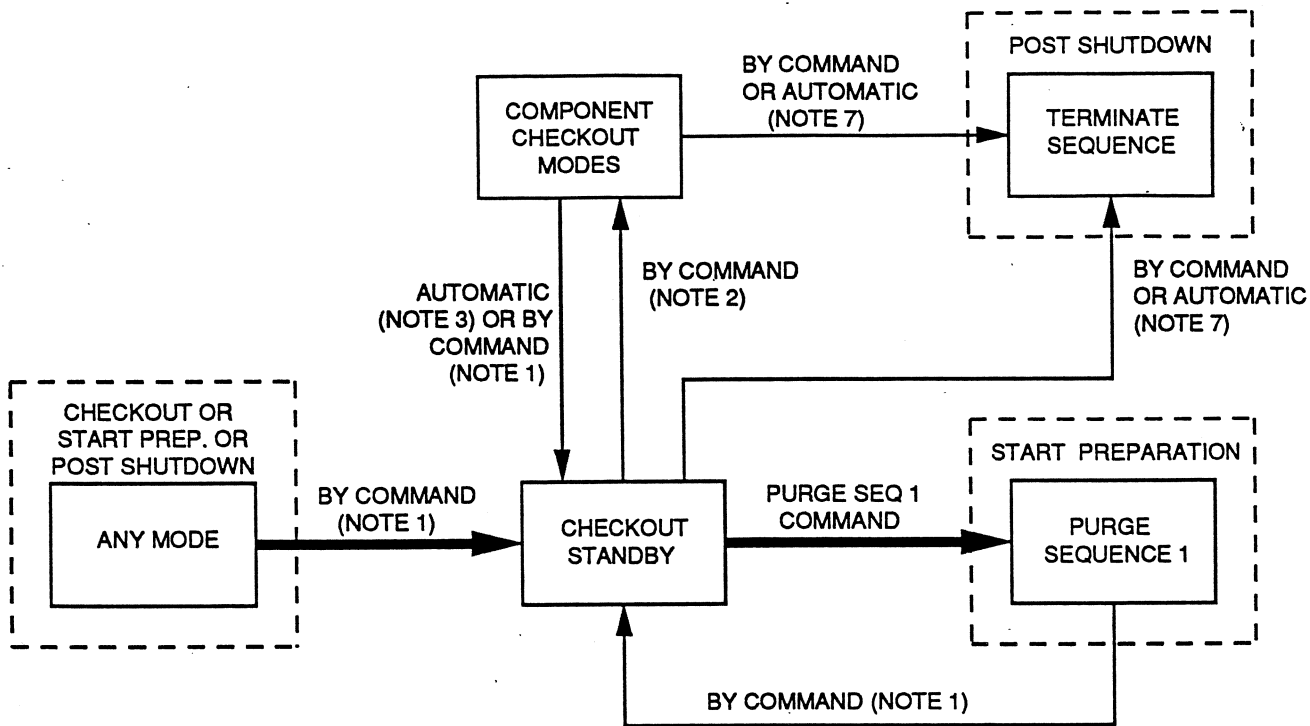 POST SHUTDOWN
TERMINATE
SEQUENCE
BY COMMAND
OR AUTOMATIC
(NOTE 7)
COMPONENT
CHECKOUT
MODES
BY COMMAND
(NOTE 2)
AUTOMATIC
(NOTE 3) OR BY
COMMAND
(NOTE 1)
BY COMMAND
OR AUTOMATIC
(NOTE 7)
CHECKOUT OR
START PREP. OR
POST SHUTDOWN
ANY MODE
BY COMMAND
(NOTE 1)
CHECKOUT
STANDBY
PURGE SEQ 1
COMMAND
START PREPARATION
PURGE
SEQUENCE 1
BY COMMAND (NOTE 1)